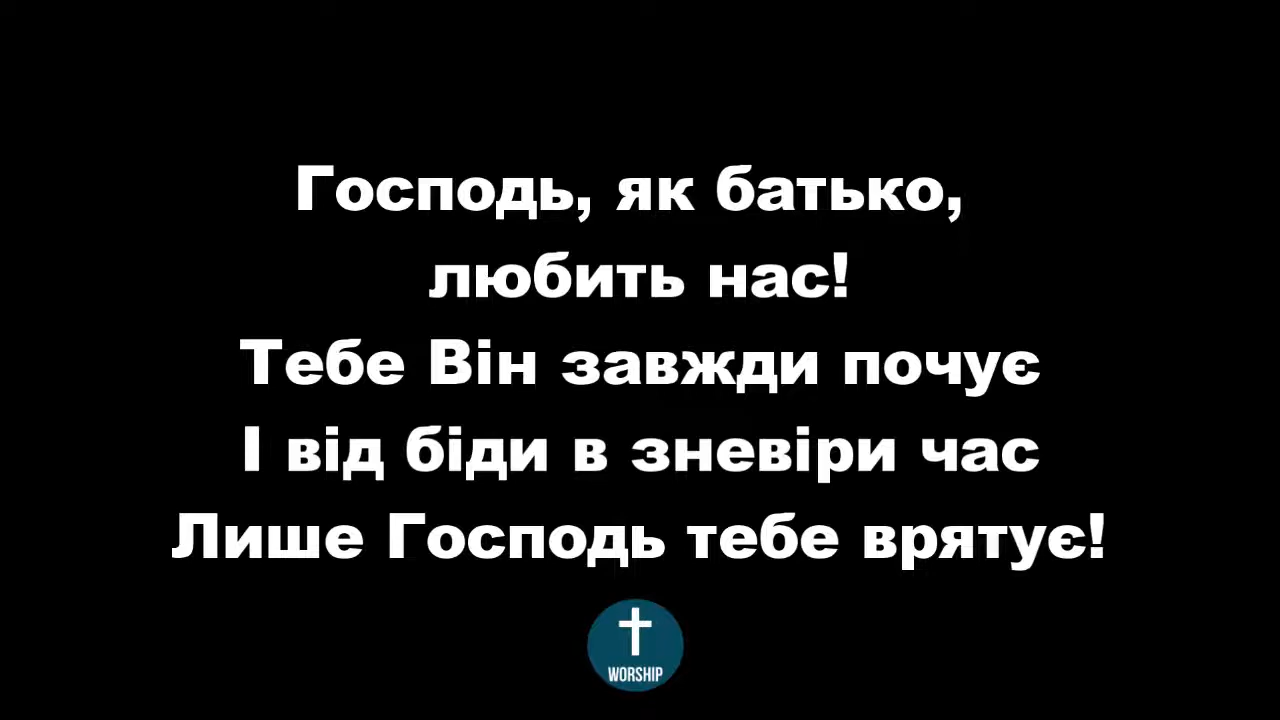 Господь, як батько,
любить нас!
Тебе Він завжди почує
І від біди в зневіри час
Лише Господь тебе врятує!
WORSHIP